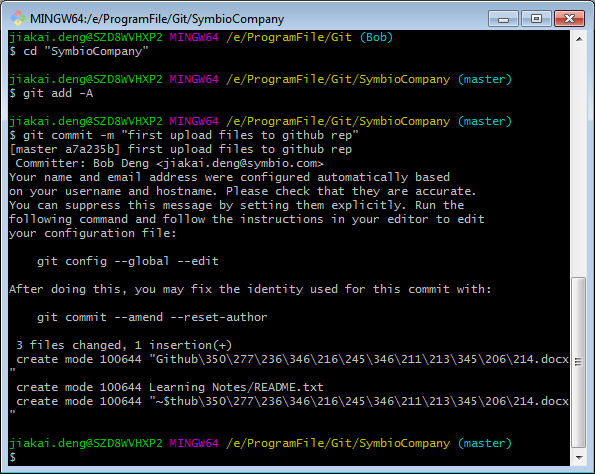 MINGW64:/e/ProgramFile/Git/SymbioCompany
jiakai.deng@SZD8WVHXP2 MINGW64 /e/ProgramFile/Git (Bob)
$ cd "SymbioCompany"
jiakai.deng@SZD8WVHXP2 MINGW64 /e/ProgramFile/Git/SymbioCompany (master)
$ git add -A
jiakai.deng@SZD8WVHXP2 MINGW64 /e/ProgramFile/Git/SymbioCompany (master)
$ git commit -m "first upload files to github rep"
[master a7a235b] first upload files to github rep
 Committer: Bob Deng <jiakai.deng@symbio.com>
Your name and email address were configured automatically based
on your username and hostname. Please check that they are accurate.
You can suppress this message by setting them explicitly. Run the
following command and follow the instructions in your editor to edit
your configuration file:
    git config --global --edit
After doing this, you may fix the identity used for this commit with:
    git commit --amend --reset-author
 3 files changed, 1 insertion(+)
 create mode 100644 "Github\350\277\236\346\216\245\346\211\213\345\206\214.docx
"
 create mode 100644 Learning Notes/README.txt
 create mode 100644 "~$thub\350\277\236\346\216\245\346\211\213\345\206\214.docx
"
jiakai.deng@SZD8WVHXP2 MINGW64 /e/ProgramFile/Git/SymbioCompany (master)
$